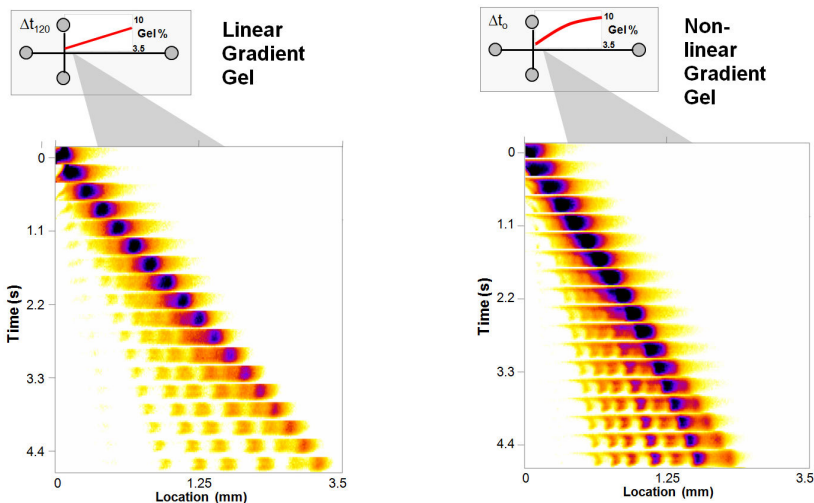 Δt120
10
Gel %
3.5
Linear
Gradient
Gel
Δto
10
Gel %
3.5
Non-
linear
Gradient
Gel
Time (s)
0
1.1
2.2
3.3
4.4
0
1.25
3.5
Location (mm)
Time (s)
0
1.1
2.2
3.3
4.4
0
1.25
3.5
Location (mm)